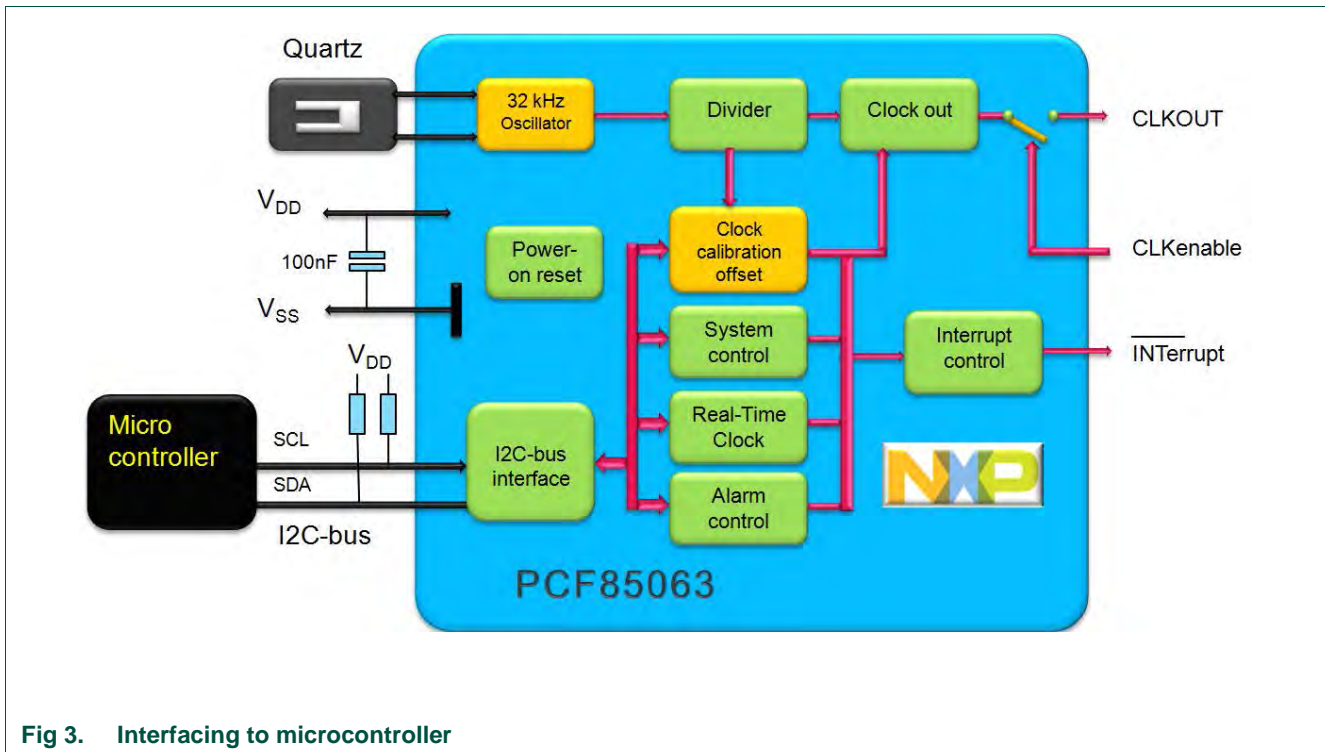 Quartz
32 kHz
Oscillator
Divider
Clock out
CLKOUT
VDD
100nF
VSS
Power-
on reset
Clock
calibration
offset
CLKenable
System
control
Interrupt
control
INTerrupt
VDD
Micro
controller
SCL
SDA
I2C-bus
I2C-bus
interface
Real-Time
Clock
Alarm
control
NXP
PCF85063
Fig 3. Interfacing to microcontroller